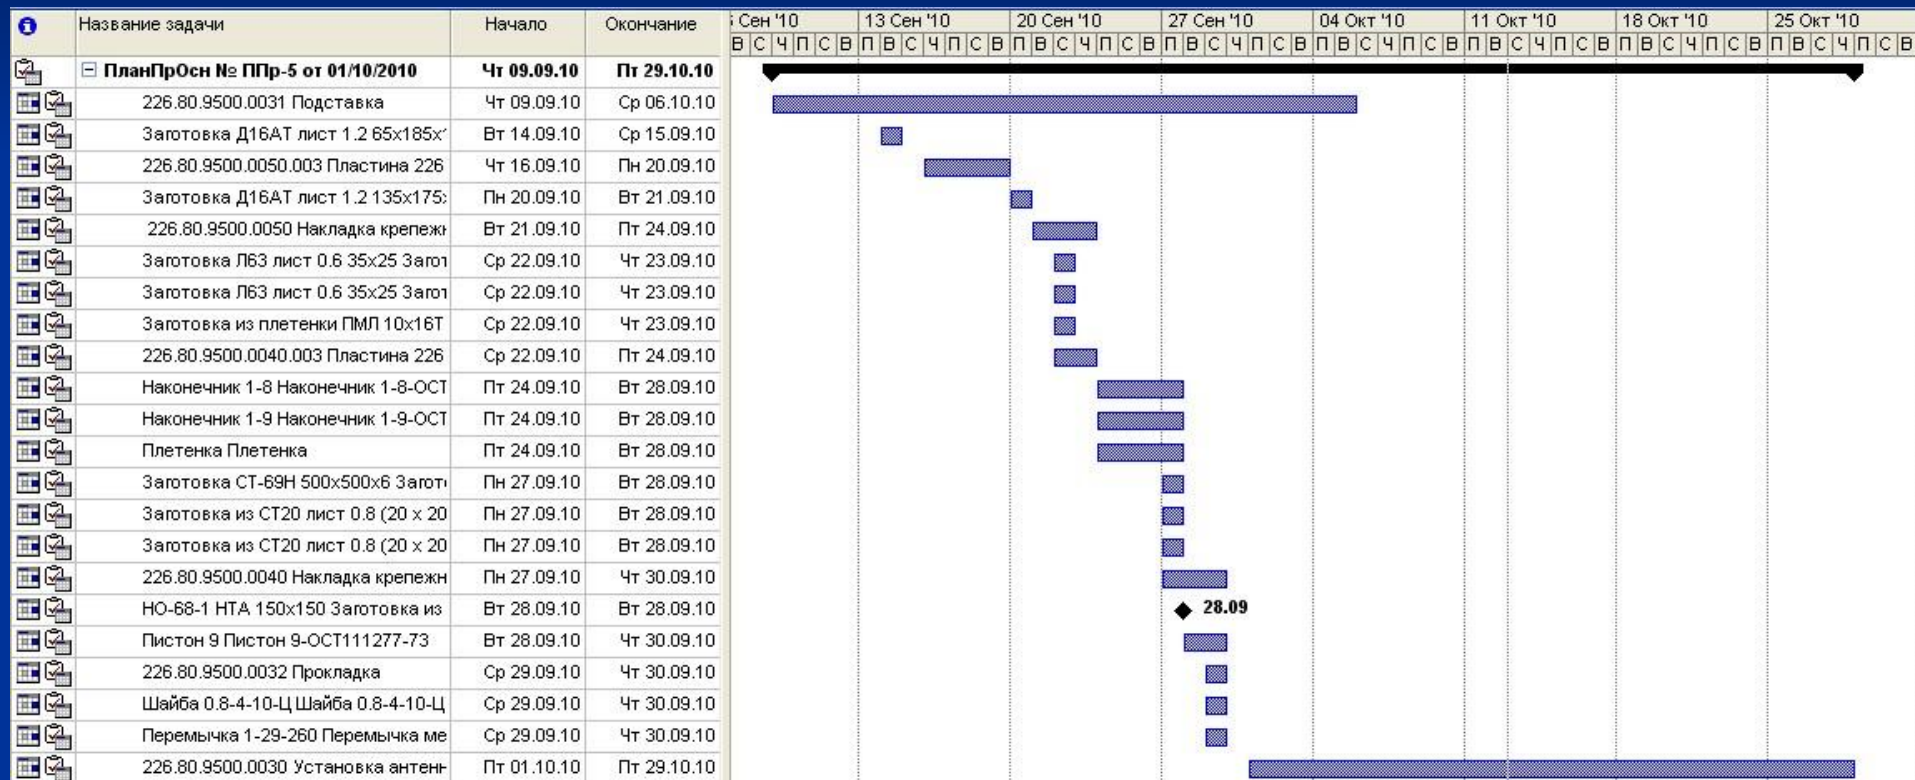 Название задачи Начало Окончание Сен '10 13 Сен '10 20 Сен '10 27 Сен '10 04 Окт '10 11 Окт '10 18 Окт '10 25 Окт '10
В С Ч П С В П В С Ч П С В П В С Ч П С В П В С Ч П С В П В С Ч П С В П В С Ч П С В П В С Ч П С В П В С Ч П С В
ПланПрОсн № ППр-5 от 01/10/2010 Чт 09.09.10 Пт 29.10.10
226.80.9500.0031 Подставка Чт 09.09.10 Ср 06.10.10
Заготовка Д16АТ лист 1.2 65х185х Вт 14.09.10 Ср 15.09.10
226.80.9500.0050.003 Пластина 226 Чт 16.09.10 Пн 20.09.10
Заготовка Д16АТ лист 1.2 135х175 Пн 20.09.10 Вт 21.09.10
226.80.9500.0050 Накладка крепежн Вт 21.09.10 Пт 24.09.10
Заготовка Л63 лист 0.6 35х25 Загот Ср 22.09.10 Чт 23.09.10
Заготовка Л63 лист 0.6 35х25 Загот Ср 22.09.10 Чт 23.09.10
Заготовка из плетенки ПМЛ 10х16Т Ср 22.09.10 Чт 23.09.10
226.80.9500.0040.003 Пластина 226 Ср 22.09.10 Пт 24.09.10
Наконечник 1-8 Наконечник 1-8-ОСТ Пт 24.09.10 Вт 28.09.10
Наконечник 1-9 Наконечник 1-9-ОСТ Пт 24.09.10 Вт 28.09.10
Плетенка Плетенка Пт 24.09.10 Вт 28.09.10
Заготовка СТ-69Н 500х500х6 Загот Пн 27.09.10 Вт 28.09.10
Заготовка из СТ20 лист 0.8 (20 х 20 Пн 27.09.10 Вт 28.09.10
Заготовка из СТ20 лист 0.8 (20 х 20 Пн 27.09.10 Вт 28.09.10
226.80.9500.0040 Накладка крепежн Пн 27.09.10 Чт 30.09.10
НО-68-1 НТА 150х150 Заготовка из Вт 28.09.10 Вт 28.09.10 28.09
Пистон 9 Пистон 9-ОСТ111277-73 Вт 28.09.10 Чт 30.09.10
226.80.9500.0032 Прокладка Ср 29.09.10 Чт 30.09.10
Шайба 0.8-4-10-Ц Шайба 0.8-4-10-Ц Ср 29.09.10 Чт 30.09.10
Перемычка 1-29-260 Перемычка ме Ср 29.09.10 Чт 30.09.10
226.80.9500.0030 Установка антенн Пт 01.10.10 Пт 29.10.10